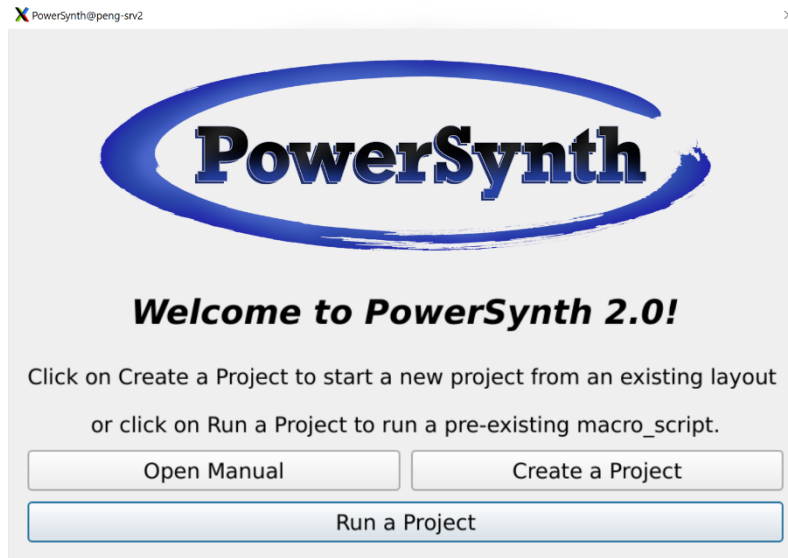 PowerSynth@peng-srv2
PowerSynth
Welcome to PowerSynth 2.0!
Click on Create a Project to start a new project from an existing layout
or click on Run a Project to run a pre-existing macro_script.
Open Manual
Create a Project
Run a Project